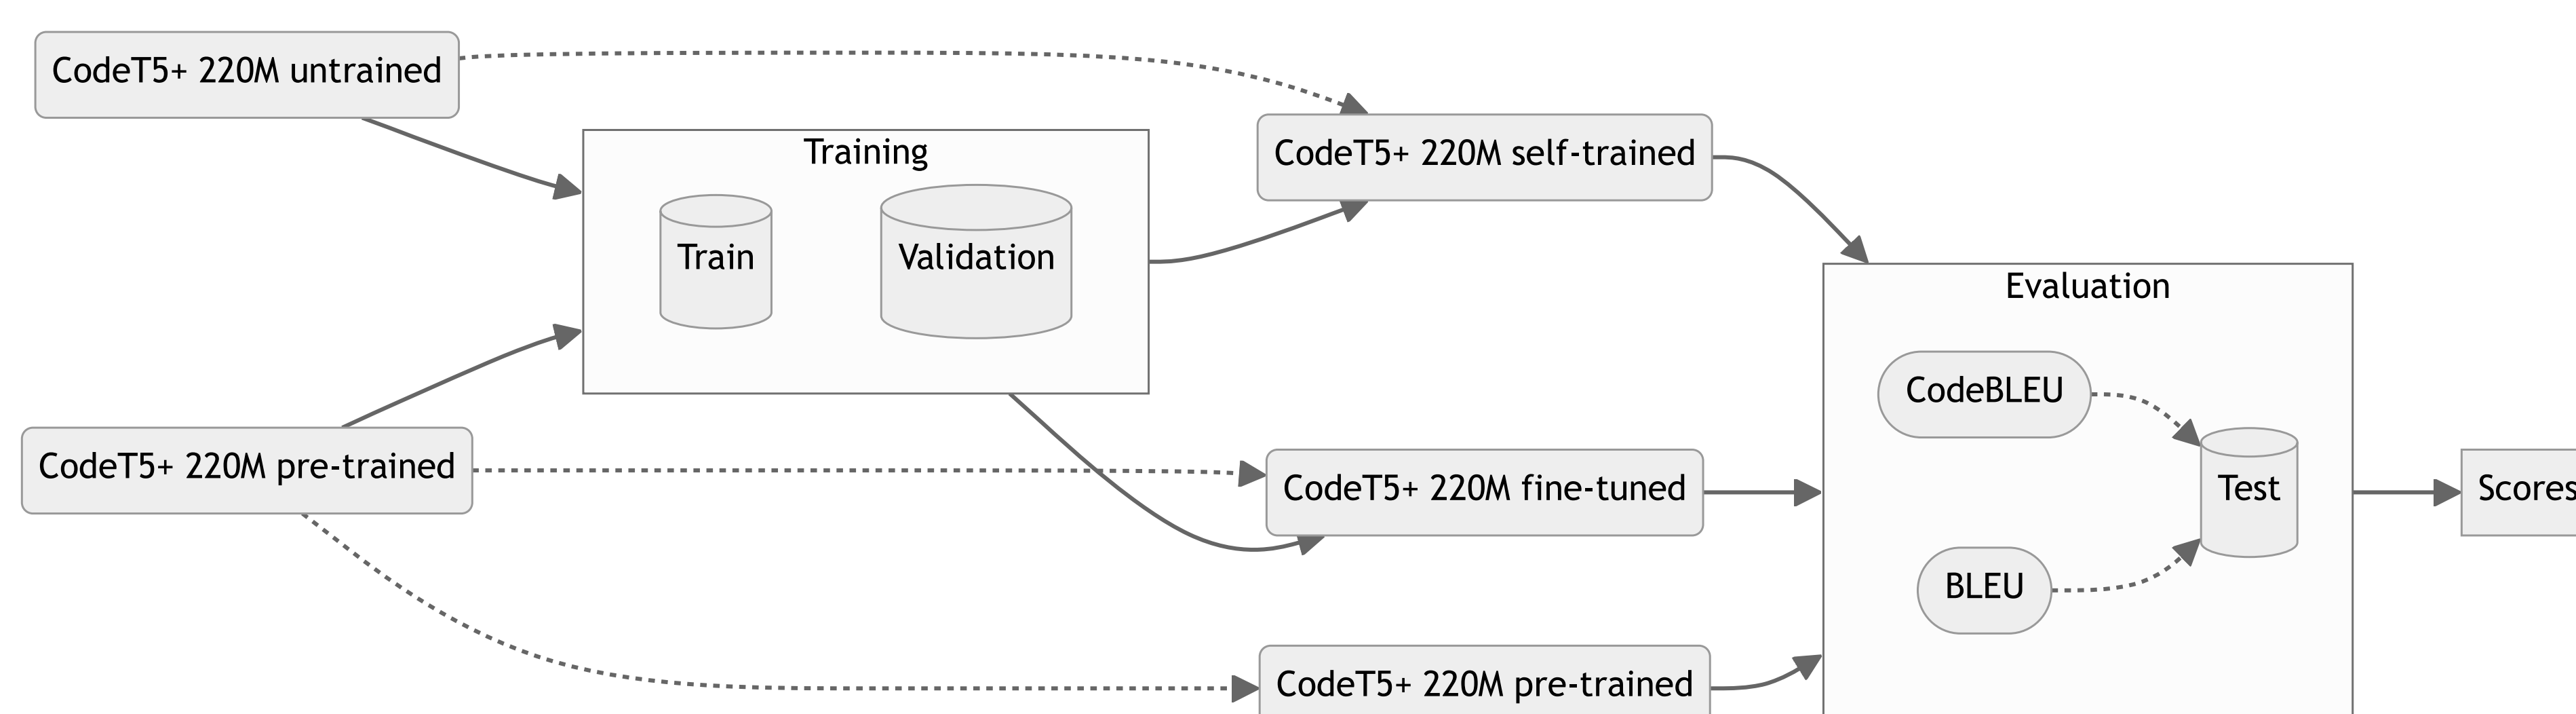 CodeT5+ 220M untrained
Training
Train
Validation
CodeT5+ 220M pre-trained
CodeT5+ 220M self-trained
CodeT5+ 220M fine-tuned
CodeT5+ 220M pre-trained
Evaluation
CodeBLEU
BLEU
Test
Scores